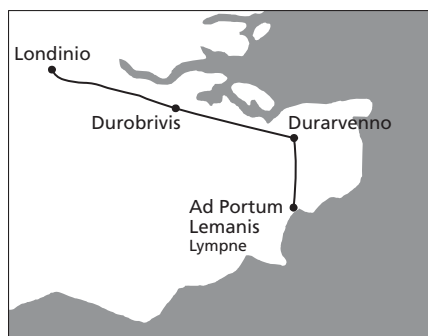 Londinio
Durobrivis
Durarvenno
Ad Portum
Lemanis
Lympne